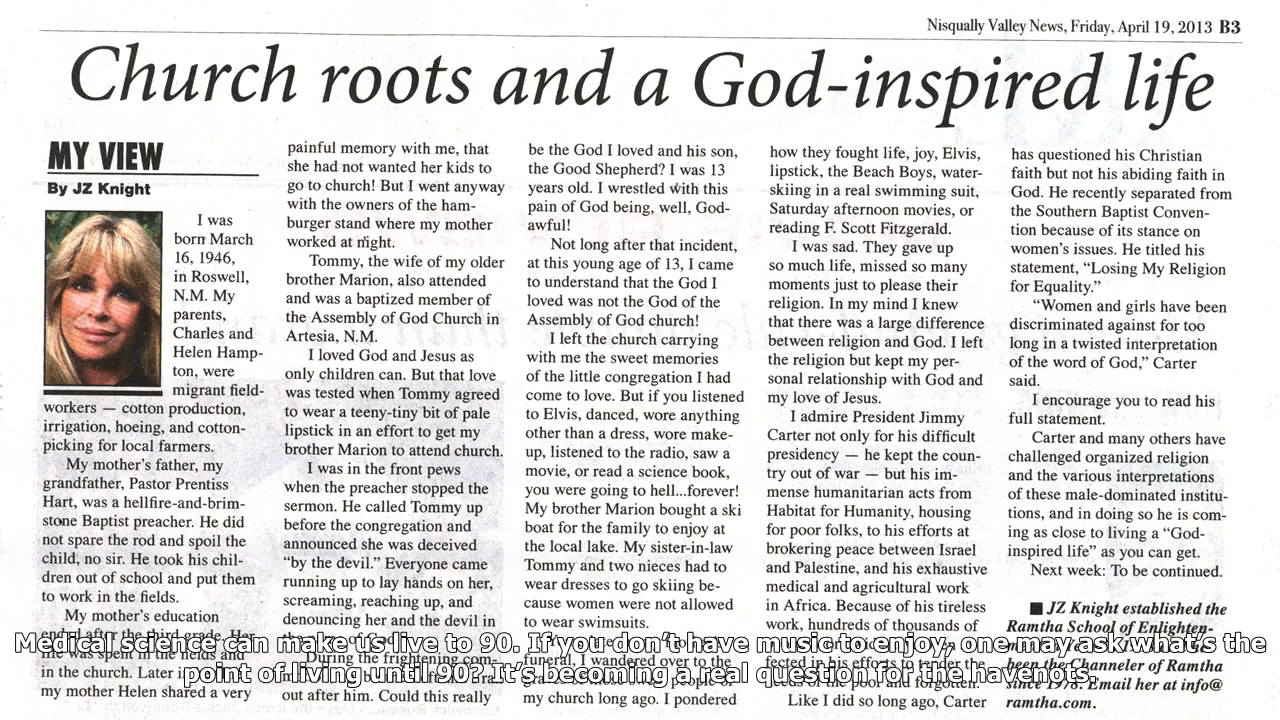 Nisqually Valley News, Friday, April 19, 2013 B3
Church roots and a God-inspired life
MY VIEW
By JZ Knight
I was
born March
16, 1946,
in Roswell,
N.M. My
parents,
Charles and
Helen Hamp-
ton, were
migrant field-
workers — cotton production,
irrigation, hoeing, and cotton-
picking for local farmers.
My mother's father, my
grandfather, Pastor Prentiss
Hart, was a hellfire-and-brim-
stone Baptist preacher. He did
not spare the rod and spoil the
child, no sir. He took his chil-
dren out of school and put them
to work in the fields.
My mother's education
ended after the third grade. Her
life was spent in the fields and
in the church. Later
my mother Helen shared a very
painful memory with me, that
she had not wanted her kids to
go to church! But I went anyway
with the owners of the ham-
burger stand where my mother
worked at night.
Tommy, the wife of my older
brother Marion, also attended
and was a baptized member of
the Assembly of God Church in
Artesia, N.M.
I loved God and Jesus as
only children can. But that love
was tested when Tommy agreed
to wear a teeny-tiny bit of pale
lipstick in an effort to get my
brother Marion to attend church.
I was in the front pews
when the preacher stopped the
sermon. He called Tommy up
before the congregation and
announced she was deceived
"by the devil." Everyone came
running up to lay hands on her,
screaming, reaching up, and
denouncing her and the devil in
During the frightening com-
out after him. Could this really
be the God I loved and his son,
the Good Shepherd? I was 13
years old. I wrestled with this
pain of God being, well, God-
awful!
Not long after that incident,
at this young age of 13, I came
to understand that the God I
loved was not the God of the
Assembly of God church!
I left the church carrying
with me the sweet memories
of the little congregation I had
come to love. But if you listened
to Elvis, danced, wore anything
other than a dress, wore make-
up, listened to the radio, saw a
movie, or read a science book,
you were going to hell...forever!
My brother Marion bought a ski
boat for the family to enjoy at
the local lake. My sister-in-law
Tommy and two nieces had to
wear dresses to go skiing be-
cause women were not allowed
to wear swimsuits.
funeral, I wandered over to the
my church long ago. I pondered
how they fought life, joy, Elvis,
lipstick, the Beach Boys, water-
skiing in a real swimming suit,
Saturday afternoon movies, or
reading F. Scott Fitzgerald.
I was sad. They gave up
so much life, missed so many
moments just to please their
religion. In my mind I knew
that there was a large difference
between religion and God. I left
the religion but kept my per-
sonal relationship with God and
my love of Jesus.
I admire President Jimmy
Carter not only for his difficult
presidency — he kept the coun-
try out of war — but his im-
mense humanitarian acts from
Habitat for Humanity, housing
for poor folks, to his efforts at
brokering peace between Israel
and Palestine, and his exhaustive
medical and agricultural work
in Africa. Because of his tireless
work, hundreds of thousands of
fected in his efforts to tender the
needs of the poor and forgotten.
Like I did so long ago, Carter
has questioned his Christian
faith but not his abiding faith in
God. He recently separated from
the Southern Baptist Conven-
tion because of its stance on
women's issues. He titled his
statement, "Losing My Religion
for Equality."
"Women and girls have been
discriminated against for too
long in a twisted interpretation
of the word of God," Carter
said.
I encourage you to read his
full statement.
Carter and many others have
challenged organized religion
and the various interpretations
of these male-dominated institu-
tions, and in doing so he is com-
ing as close to living a "God-
inspired life" as you can get.
Next week: To be continued.
■ JZ Knight established the
Ramtha School of Enlighten-
been the Channeler of Ramtha
since 1978. Email her at info@
ramtha.com.
Medical science can make us live to 90. If you don't have music to enjoy, one may ask what's the
point of living until 90? It's becoming a real question for the havenots.